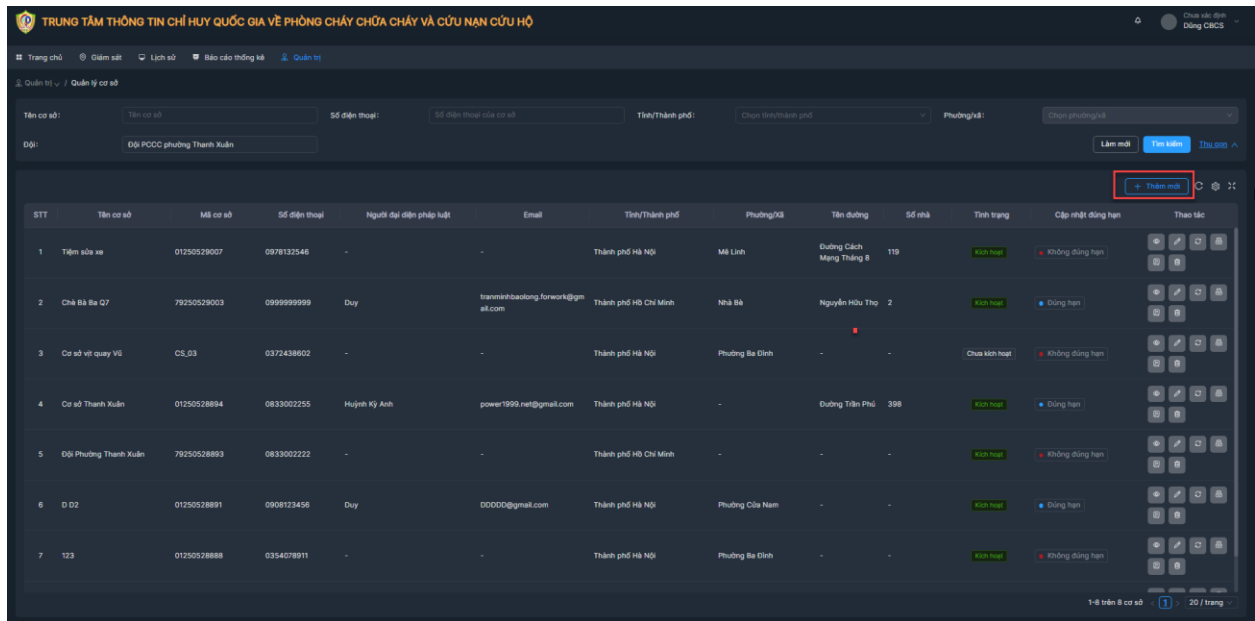 TRUNG TÂM THÔNG TIN CHỈ HUY QUỐC GIA VỀ PHÒNG CHÁY CHỮA CHÁY VÀ CỨU NẠN CỨU HỘ
Chưa xác định
Dũng CBCS
Trang chủ Giám sát Lịch sử Báo cáo thống kê Quản trị
Quản trị / Quản lý cơ sở
Tên cơ sở: Tên cơ sở Số điện thoại: Số điện thoại của cơ sở Tỉnh/Thành phố: Chọn tỉnh/thành phố Phường/xã: Chọn phường/xã
Đội: Đội PCCC phường Thanh Xuân Làm mới Tìm kiếm Thu gọn
+ Thêm mới
STT Tên cơ sở Mã cơ sở Số điện thoại Người đại diện pháp luật Email Tỉnh/Thành phố Phường/Xã Tên đường Số nhà Tình trạng Cập nhật đúng hạn Thao tác
1 Tiệm sửa xe 01250529007 0978132546 - - Thành phố Hà Nội Mê Linh Đường Cách Mạng Tháng 8 119 Kích hoạt Không đúng hạn
2 Chè Bà Ba Q7 79250529003 0999999999 Duy tranminhbaolong.forwork@gmail.com Thành phố Hồ Chí Minh Nhà Bè Nguyễn Hữu Thọ 2 Kích hoạt Đúng hạn
3 Cơ sở vịt quay Vũ CS_03 0372438602 - - Thành phố Hà Nội Phường Ba Đình - - Chưa kích hoạt Không đúng hạn
4 Cơ sở Thanh Xuân 01250528894 0833002255 Huỳnh Kỳ Anh power1999.net@gmail.com Thành phố Hà Nội - Đường Trần Phú 398 Kích hoạt Đúng hạn
5 Đội Phường Thanh Xuân 79250528893 0833002222 - - Thành phố Hồ Chí Minh - - - Kích hoạt Không đúng hạn
6 D D2 01250528891 0908123456 Duy DDDDD@gmail.com Thành phố Hà Nội Phường Cửa Nam - - Kích hoạt Đúng hạn
7 123 01250528888 0354078911 - - Thành phố Hà Nội Phường Ba Đình - - Kích hoạt Không đúng hạn
1-8 trên 8 cơ sở < 1 > 20 / trang